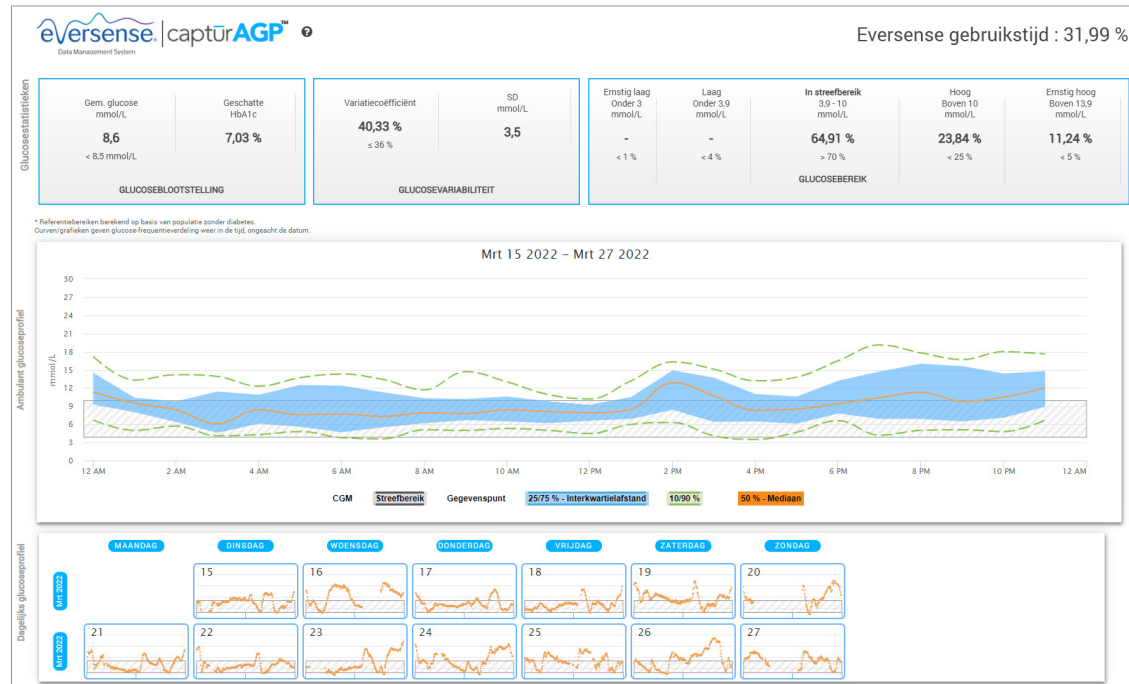 eversense. | captūrAGP™ ?
Data Management System
Eversense gebruikstijd : 31,99 %
Glucosestatistieken
Gem. glucose
mmol/L
8,6
< 8,5 mmol/L
Geschatte
HbA1c
7,03 %
GLUCOSEBLOOTSTELLING
Variatiecoëfficiënt
40,33 %
≤ 36 %
SD
mmol/L
3,5
GLUCOSEVARIABILITEIT
Ernstig laag
Onder 3
mmol/L
-
< 1 %
Laag
Onder 3,9
mmol/L
-
< 4 %
In streefbereik
3,9 - 10
mmol/L
64,91 %
> 70 %
Hoog
Boven 10
mmol/L
23,84 %
< 25 %
Ernstig hoog
Boven 13,9
mmol/L
11,24 %
< 5 %
GLUCOSEBEREIK
* Referentiebereiken berekend op basis van populatie zonder diabetes.
Curven/grafieken geven glucose-frequentieverdeling weer in de tijd, ongeacht de datum.
Ambulant glucoseprofiel
Mrt 15 2022 – Mrt 27 2022
mmol/L
30
27
24
21
18
15
12
9
6
3
0
12 AM 2 AM 4 AM 6 AM 8 AM 10 AM 12 PM 2 PM 4 PM 6 PM 8 PM 10 PM 12 AM
CGM Streefbereik Gegevenspunt 25/75 % - Interkwartielafstand 10/90 % 50 % - Mediaan
Dagelijks glucoseprofiel
MAANDAG DINSDAG WOENSDAG DONDERDAG VRIJDAG ZATERDAG ZONDAG
Mrt 2022
15 16 17 18 19 20
Mrt 2022
21 22 23 24 25 26 27